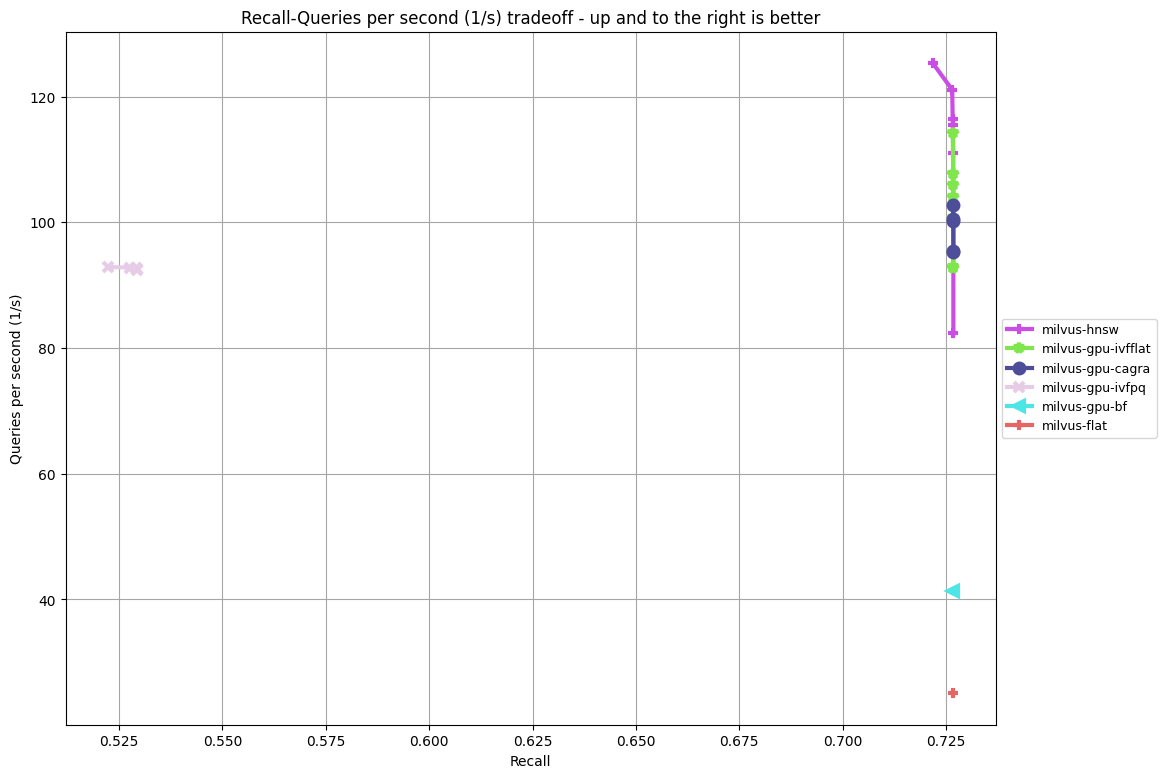 Recall-Queries per second (1/s) tradeoff - up and to the right is better
Queries per second (1/s)
120
100
80
60
40
0.525 0.550 0.575 0.600 0.625 0.650 0.675 0.700 0.725
Recall
milvus-hnsw
milvus-gpu-ivfflat
milvus-gpu-cagra
milvus-gpu-ivfpq
milvus-gpu-bf
milvus-flat